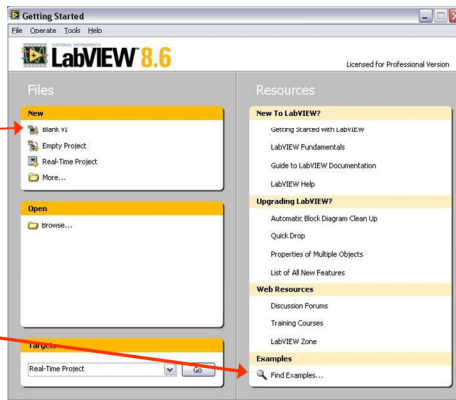 Getting Started
File Operate Tools Help
NATIONAL INSTRUMENTS
LabVIEW 8.6
Licensed for Professional Version
Files
New
Blank VI
Empty Project
Real-Time Project
More...
Open
Browse...
Targets
Real-Time Project
Go
Resources
New To LabVIEW?
Getting Started with LabVIEW
LabVIEW Fundamentals
Guide to LabVIEW Documentation
LabVIEW Help
Upgrading LabVIEW?
Automatic Block Diagram Clean Up
Quick Drop
Properties of Multiple Objects
List of All New Features
Web Resources
Discussion Forums
Training Courses
LabVIEW Zone
Examples
Find Examples...